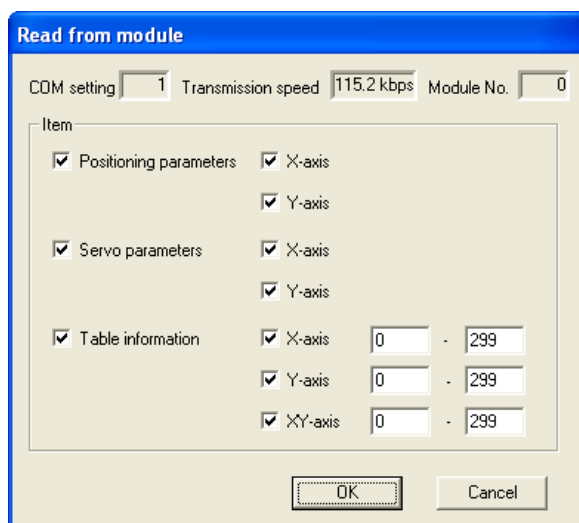 Read from module
COM setting 1 Transmission speed 115.2 kbps Module No. 0
Item
Positioning parameters X-axis
Y-axis
Servo parameters X-axis
Y-axis
Table information X-axis 0 - 299
Y-axis 0 - 299
XY-axis 0 - 299
OK Cancel